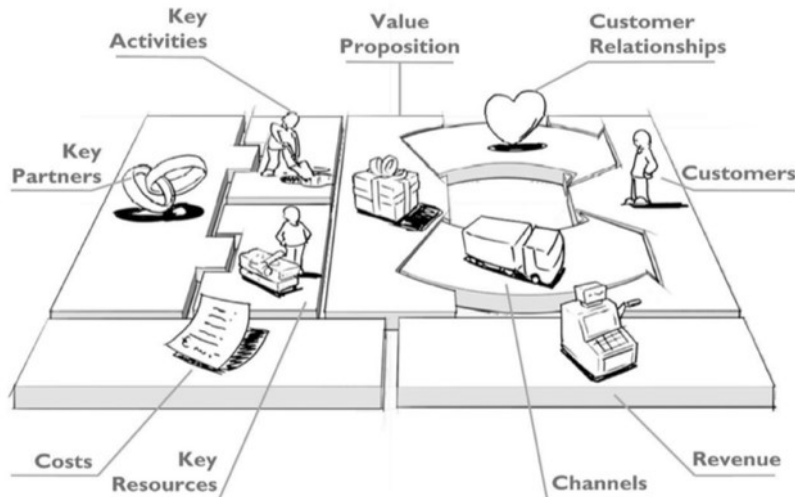 Key
Activities
Value
Proposition
Customer
Relationships
Key
Partners
Customers
Costs
Key
Resources
Channels
Revenue